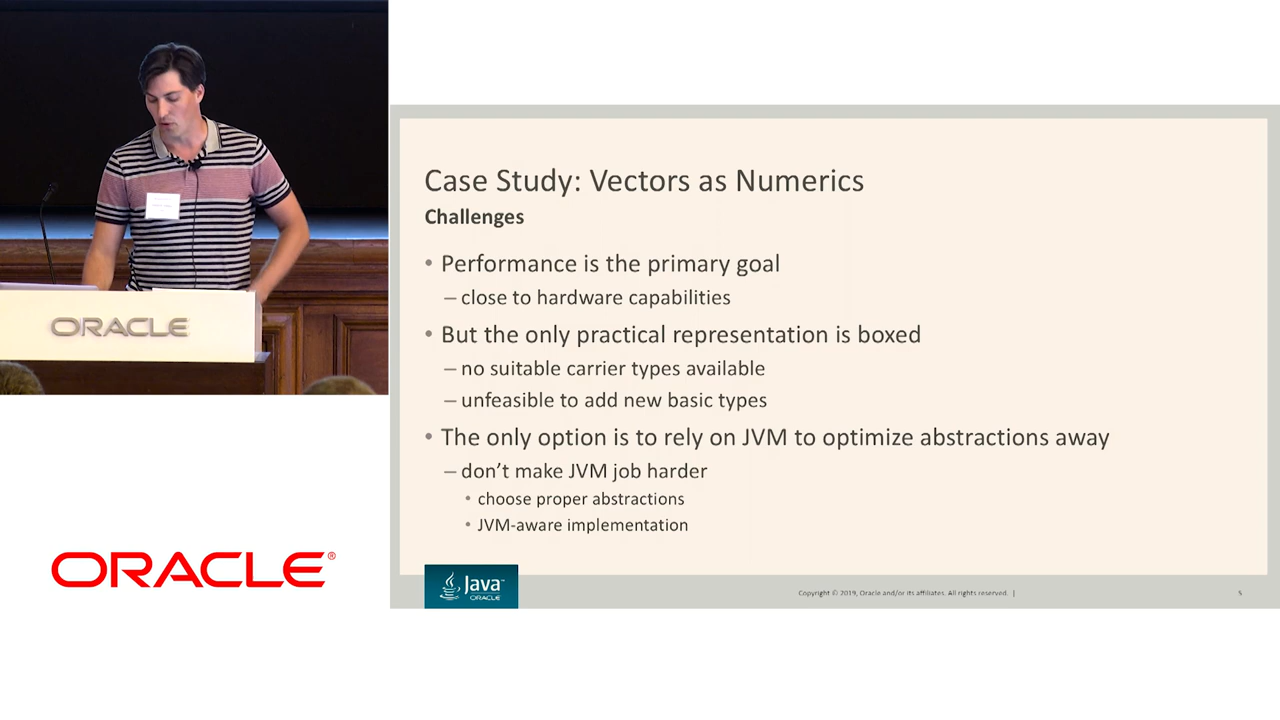 ORACLE
ORACLE®
Case Study: Vectors as Numerics
Challenges
• Performance is the primary goal
– close to hardware capabilities
• But the only practical representation is boxed
– no suitable carrier types available
– unfeasible to add new basic types
• The only option is to rely on JVM to optimize abstractions away
– don’t make JVM job harder
• choose proper abstractions
• JVM-aware implementation
Java™
ORACLE
Copyright © 2019, Oracle and/or its affiliates. All rights reserved. |
5